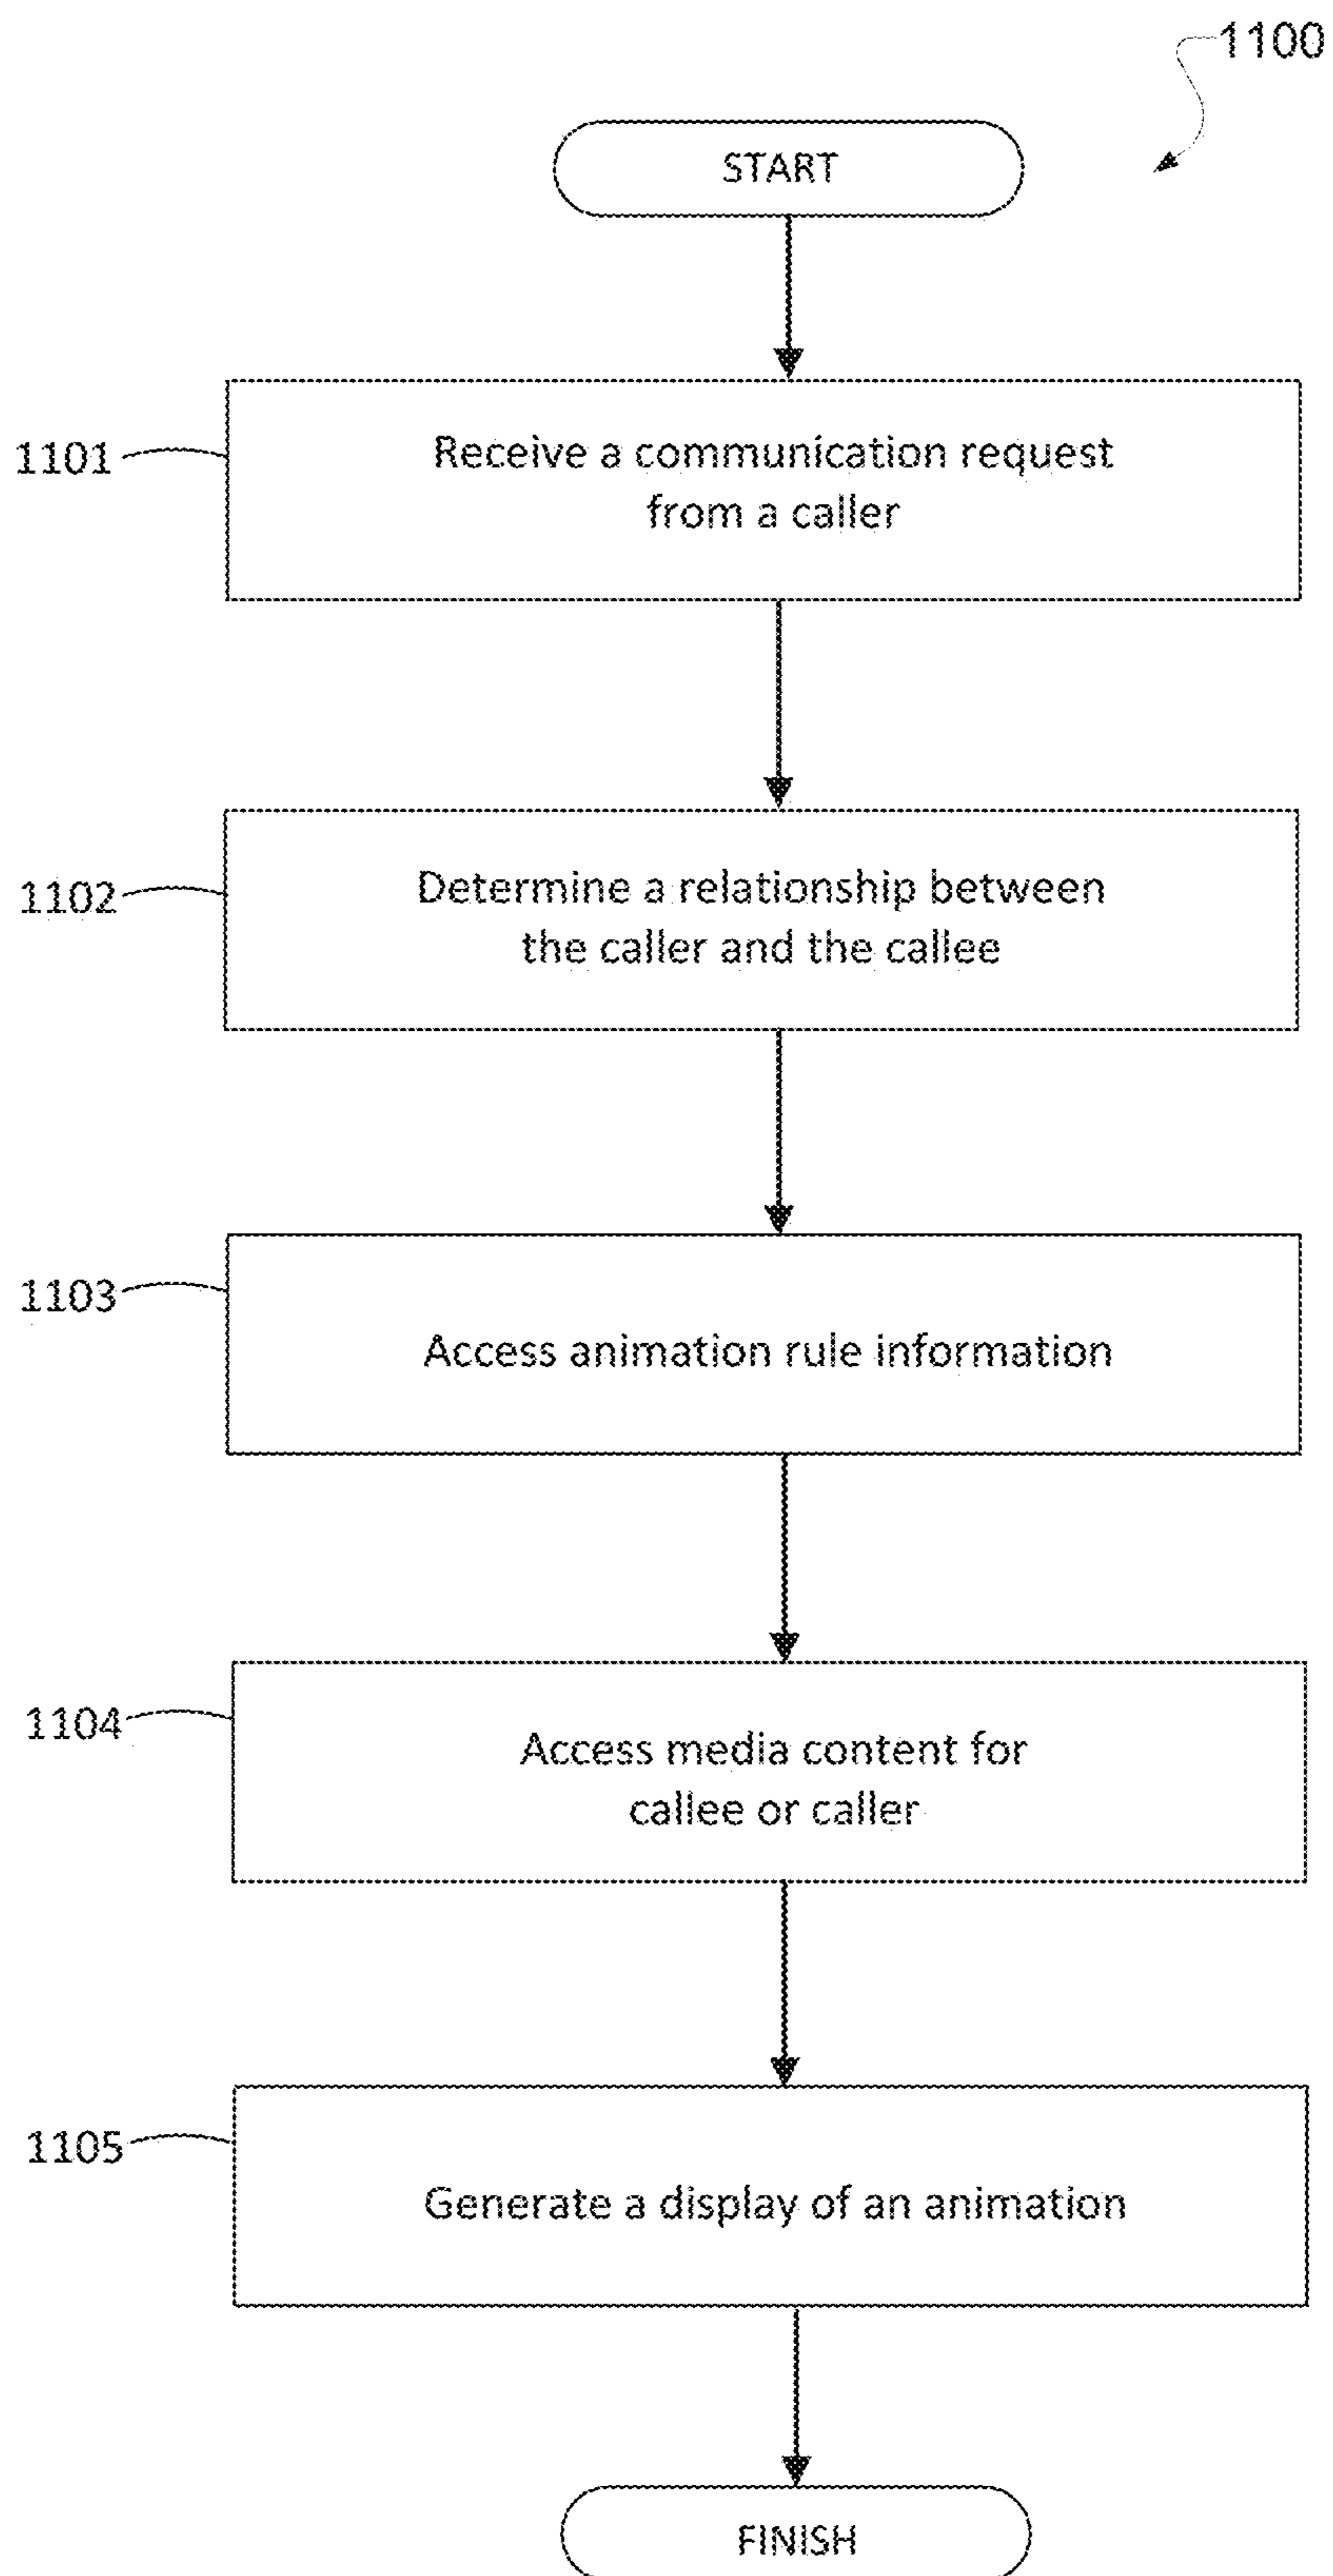 1100
START
1101
Receive a communication request
from a caller
1102
Determine a relationship between
the caller and the callee
1103
Access animation rule information
1104
Access media content for
callee or caller
1105
Generate a display of an animation
FINISH